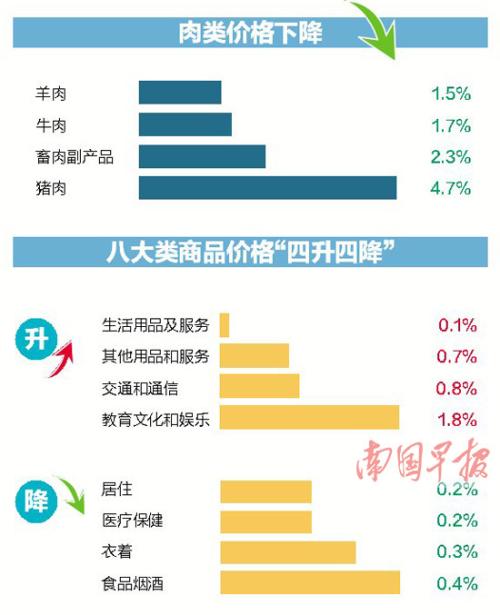 肉类价格下降
羊肉 1.5%
牛肉 1.7%
畜肉副产品 2.3%
猪肉 4.7%
八大类商品价格“四升四降”
升
生活用品及服务 0.1%
其他用品和服务 0.7%
交通和通信 0.8%
教育文化和娱乐 1.8%
南国早报
降
居住 0.2%
医疗保健 0.2%
衣着 0.3%
食品烟酒 0.4%